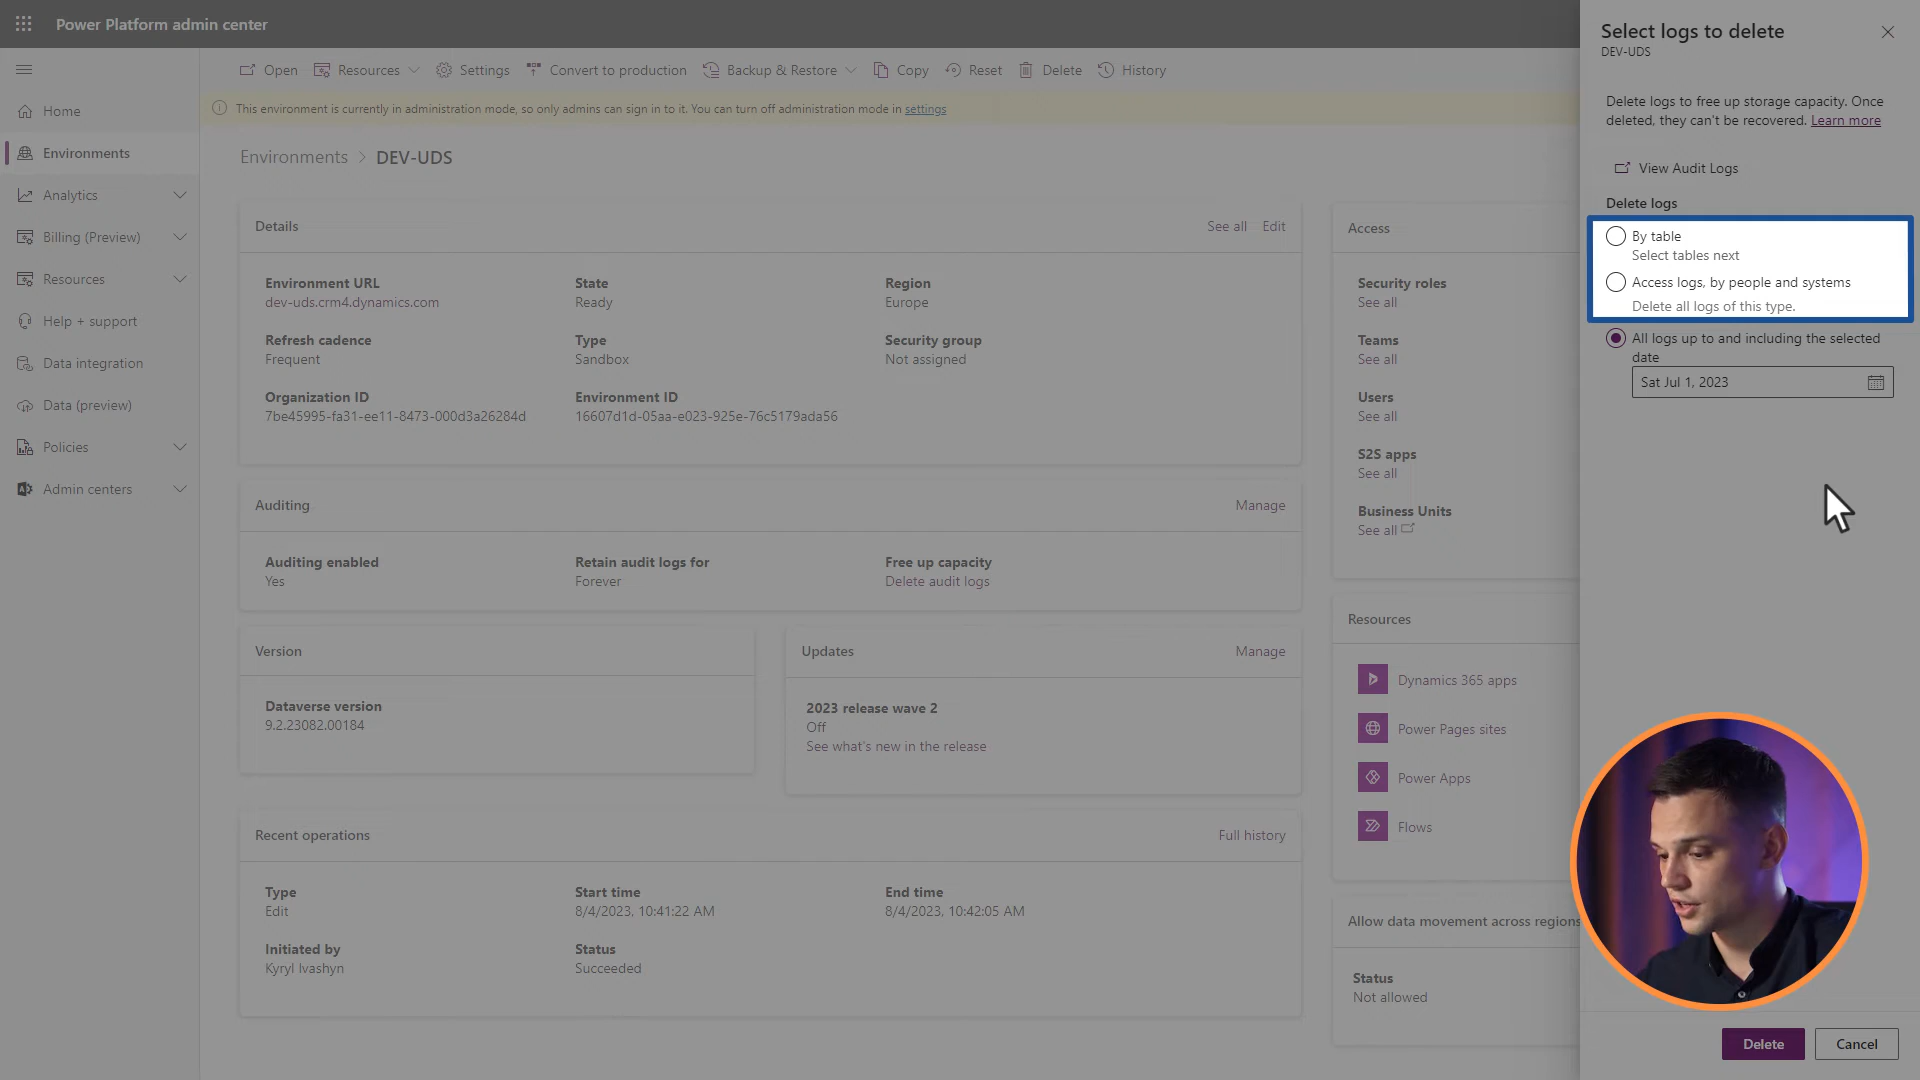 Power Platform admin center
Home
Environments
Analytics
Billing (Preview)
Resources
Help + support
Data integration
Data (preview)
Policies
Admin centers
Open
Resources
Settings
Convert to production
Backup & Restore
Copy
Reset
Delete
History
This environment is currently in administration mode, so only admins can sign in to it. You can turn off administration mode in settings
Environments > DEV-UDS
Details
See all
Edit
Environment URL
dev-uds.crm4.dynamics.com
State
Ready
Region
Europe
Refresh cadence
Frequent
Type
Sandbox
Security group
Not assigned
Organization ID
7be45995-fa31-ee11-8473-000d3a26284d
Environment ID
16607d1d-05aa-e023-925e-76c5179ada56
Auditing
Manage
Auditing enabled
Yes
Retain audit logs for
Forever
Free up capacity
Delete audit logs
Version
Dataverse version
9.2.23082.00184
Updates
Manage
2023 release wave 2
Off
See what's new in the release
Recent operations
Full history
Type
Edit
Start time
8/4/2023, 10:41:22 AM
End time
8/4/2023, 10:42:05 AM
Initiated by
Kyryl Ivashyn
Status
Succeeded
Access
Security roles
See all
Teams
See all
Users
See all
S2S apps
See all
Business Units
See all
Resources
Dynamics 365 apps
Power Pages sites
Power Apps
Flows
Allow data movement across regions
Status
Not allowed
Select logs to delete
DEV-UDS
Delete logs to free up storage capacity. Once
deleted, they can't be recovered. Learn more
View Audit Logs
Delete logs
By table
Select tables next
Access logs, by people and systems
Delete all logs of this type.
All logs up to and including the selected
date
Sat Jul 1, 2023
Delete
Cancel